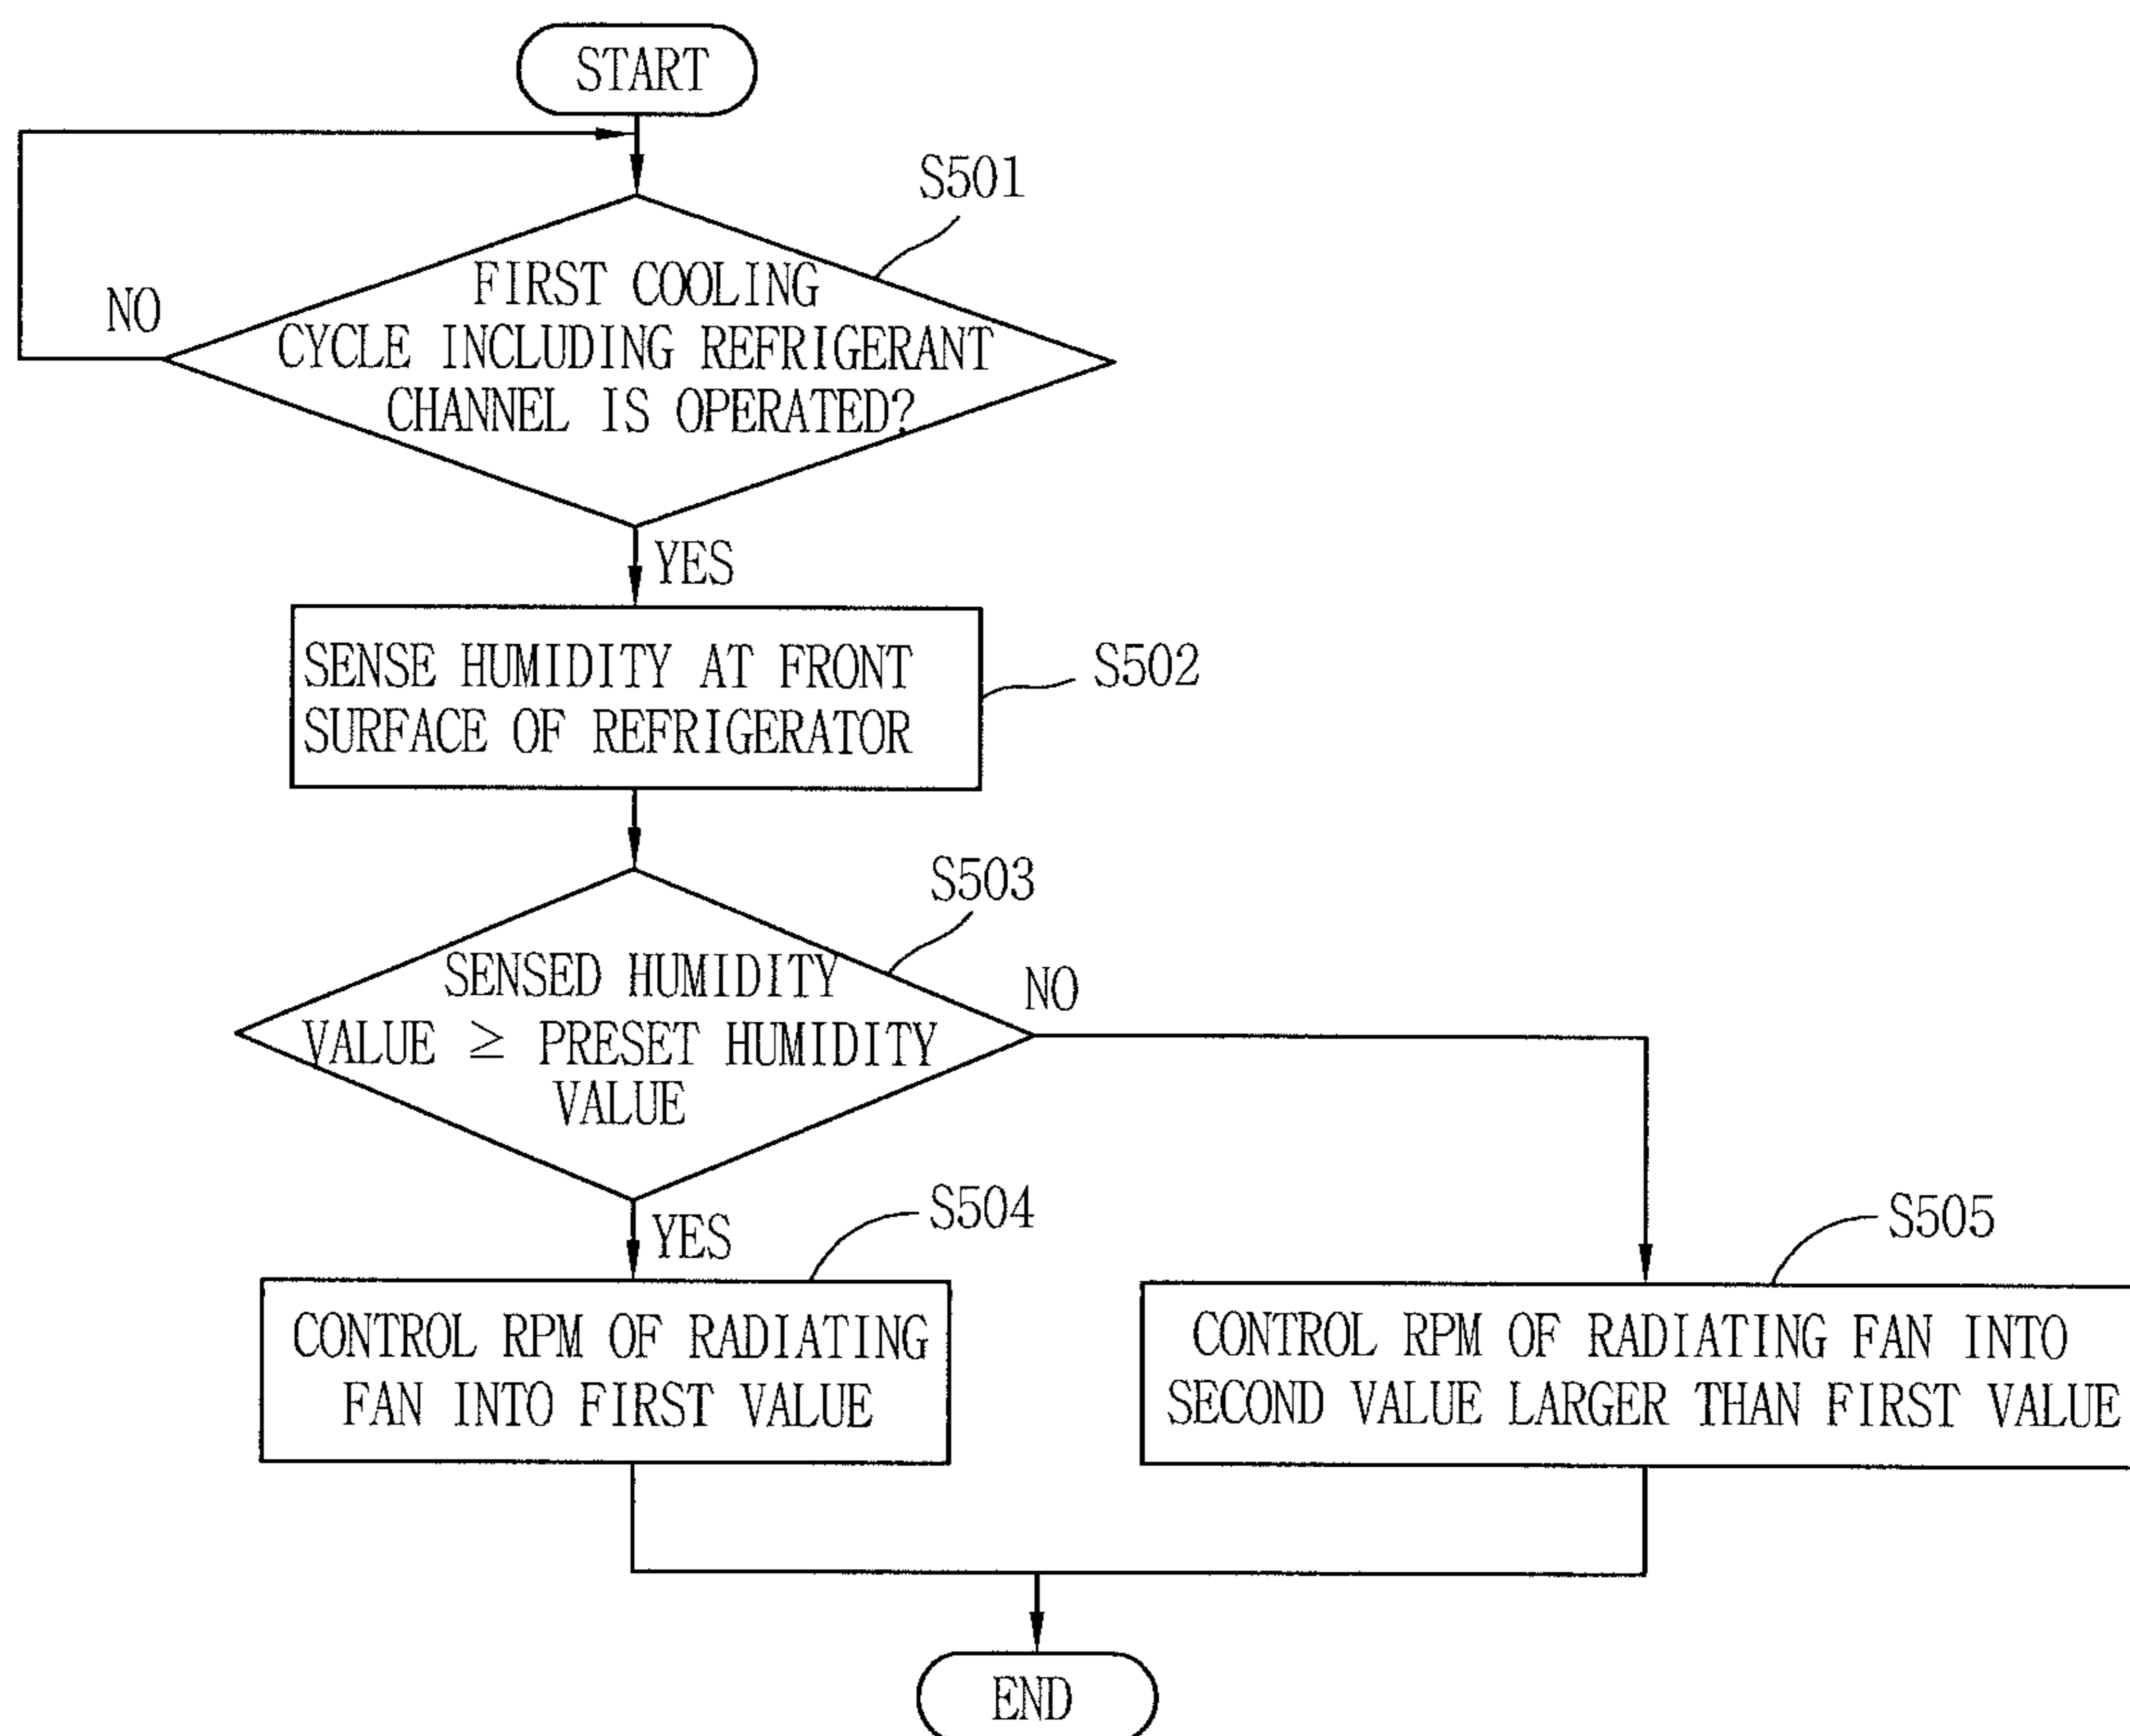 START
S501
FIRST COOLING
CYCLE INCLUDING REFRIGERANT
CHANNEL IS OPERATED?
NO
YES
SENSE HUMIDITY AT FRONT
SURFACE OF REFRIGERATOR
S502
S503
SENSED HUMIDITY
VALUE ≥ PRESET HUMIDITY
VALUE
NO
YES
S504
S505
CONTROL RPM OF RADIATING
FAN INTO FIRST VALUE
CONTROL RPM OF RADIATING FAN INTO
SECOND VALUE LARGER THAN FIRST VALUE
END